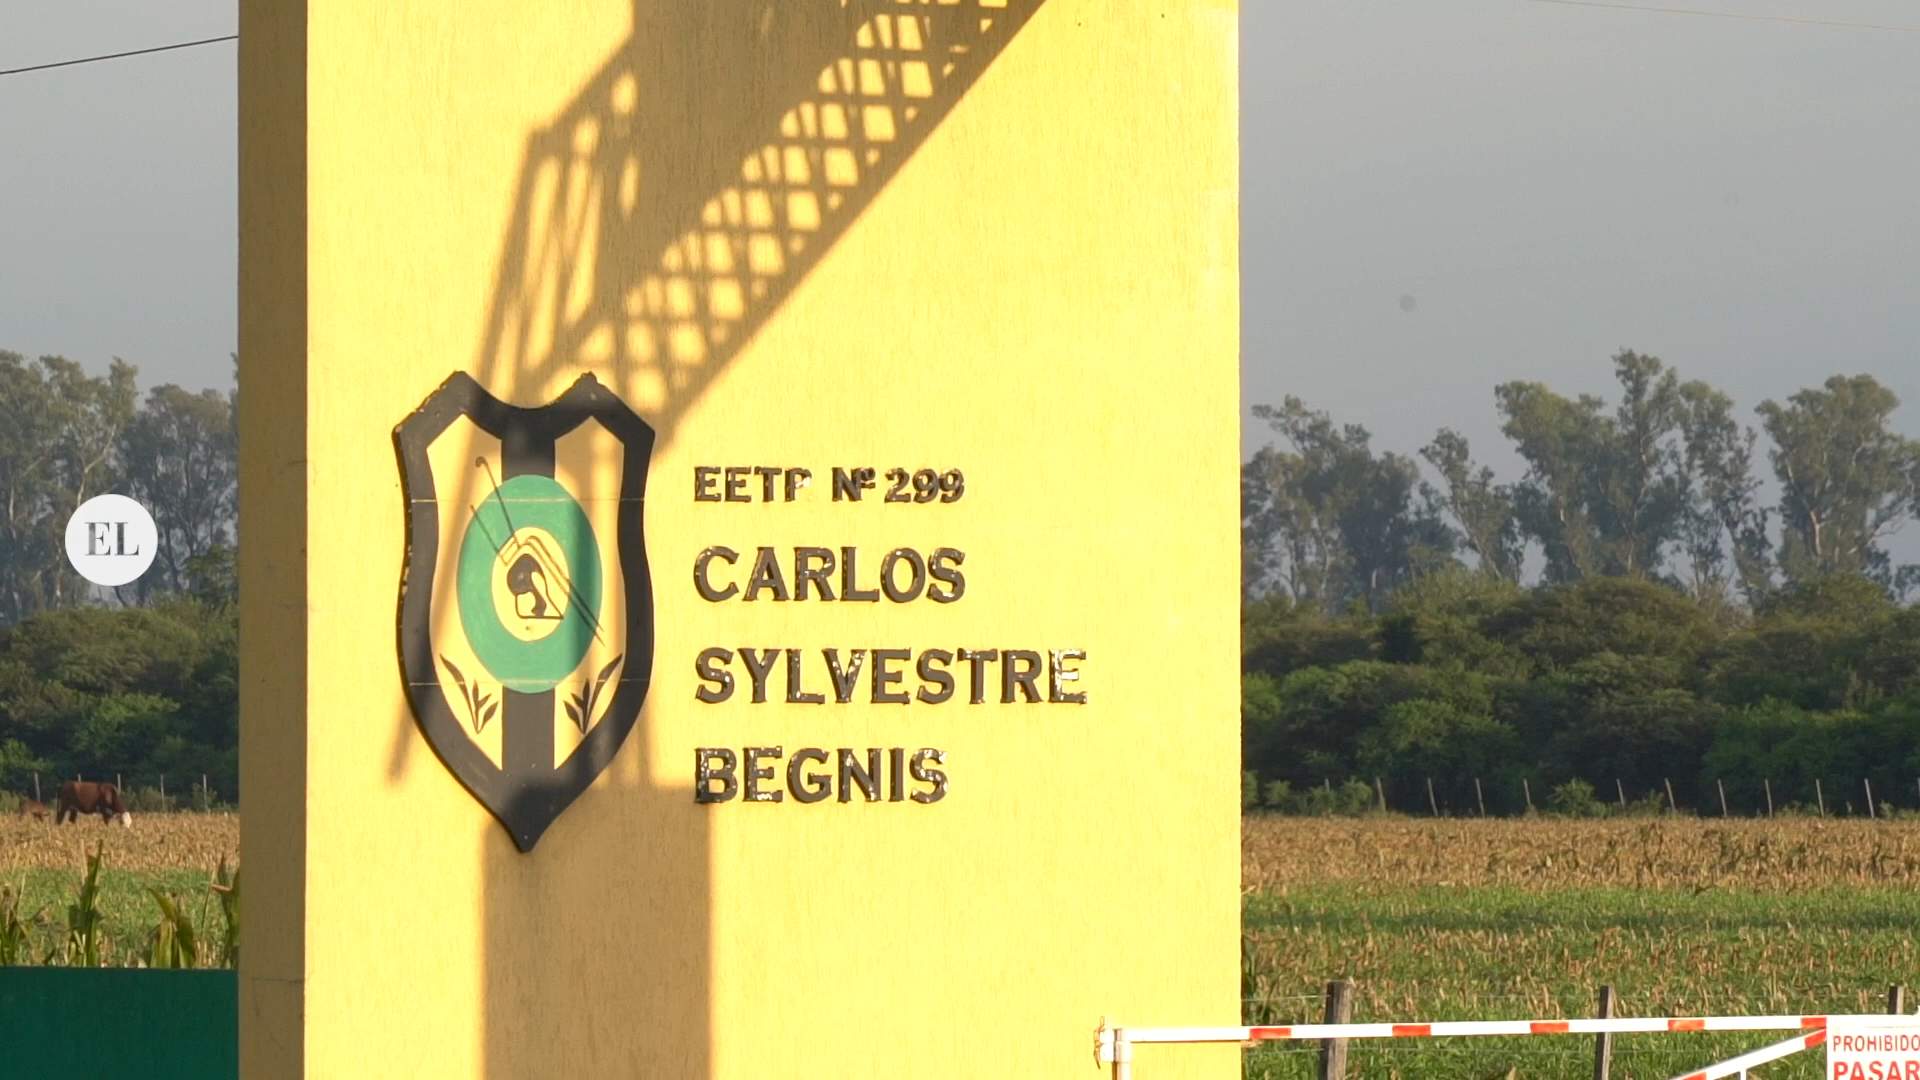 EL
EETP Nº 299
CARLOS
SYLVESTRE
BEGNIS
PROHIBIDO
PASAR